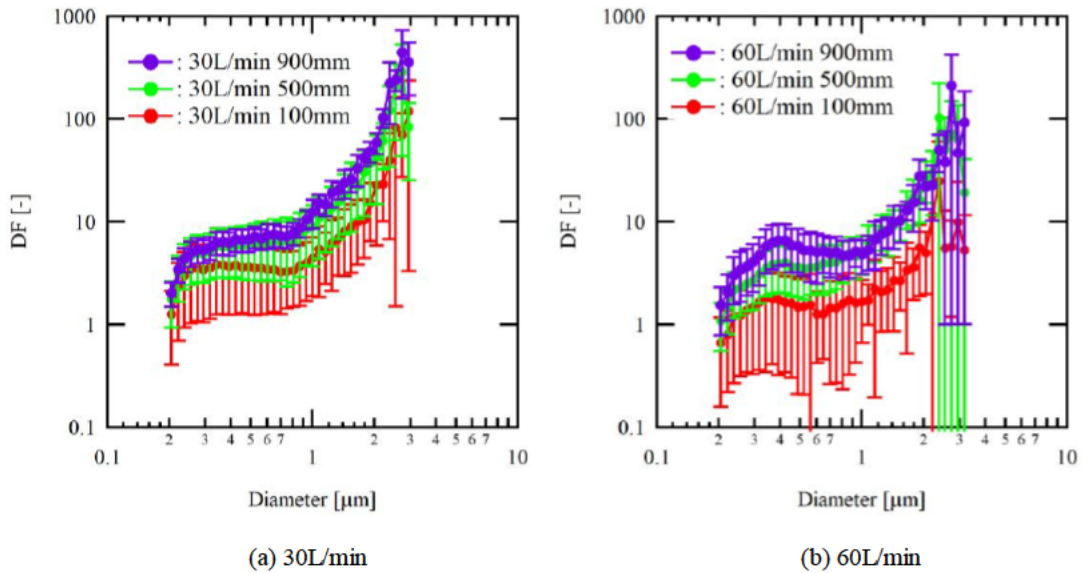 1000
100
10
1
0.1
DF [-]
: 30L/min 900mm
: 30L/min 500mm
: 30L/min 100mm
2 3 4 5 6 7 2 3 4 5 6 7
0.1 1 10
Diameter [μm]
(a) 30L/min
1000
100
10
1
0.1
DF [-]
: 60L/min 900mm
: 60L/min 500mm
: 60L/min 100mm
2 3 4 5 6 7 2 3 4 5 6 7
0.1 1 10
Diameter [μm]
(b) 60L/min